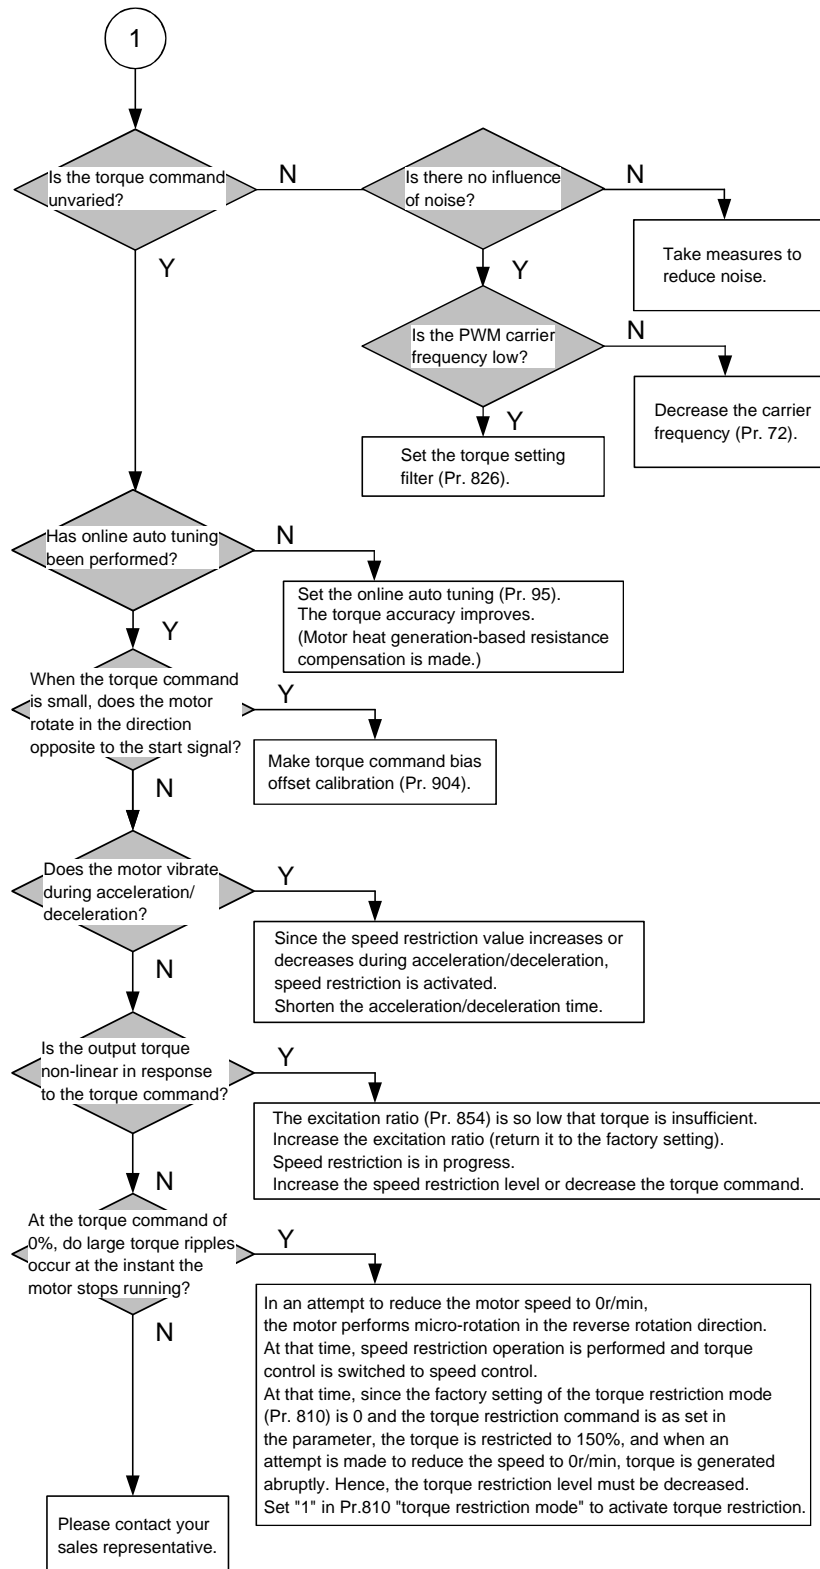 1
Is the torque command
unvaried?
N
Is there no influence
of noise?
N
Take measures to
reduce noise.
Y
Y
Is the PWM carrier
frequency low?
N
Decrease the carrier
frequency (Pr. 72).
Y
Set the torque setting
filter (Pr. 826).
Has online auto tuning
been performed?
N
Set the online auto tuning (Pr. 95).
The torque accuracy improves.
(Motor heat generation-based resistance
compensation is made.)
Y
When the torque command
is small, does the motor
rotate in the direction
opposite to the start signal?
Y
Make torque command bias
offset calibration (Pr. 904).
N
Does the motor vibrate
during acceleration/
deceleration?
Y
Since the speed restriction value increases or
decreases during acceleration/deceleration,
speed restriction is activated.
Shorten the acceleration/deceleration time.
N
Is the output torque
non-linear in response
to the torque command?
Y
The excitation ratio (Pr. 854) is so low that torque is insufficient.
Increase the excitation ratio (return it to the factory setting).
Speed restriction is in progress.
Increase the speed restriction level or decrease the torque command.
N
At the torque command of
0%, do large torque ripples
occur at the instant the
motor stops running?
Y
In an attempt to reduce the motor speed to 0r/min,
the motor performs micro-rotation in the reverse rotation direction.
At that time, speed restriction operation is performed and torque
control is switched to speed control.
At that time, since the factory setting of the torque restriction mode
(Pr. 810) is 0 and the torque restriction command is as set in
the parameter, the torque is restricted to 150%, and when an
attempt is made to reduce the speed to 0r/min, torque is generated
abruptly. Hence, the torque restriction level must be decreased.
Set "1" in Pr.810 "torque restriction mode" to activate torque restriction.
N
Please contact your
sales representative.